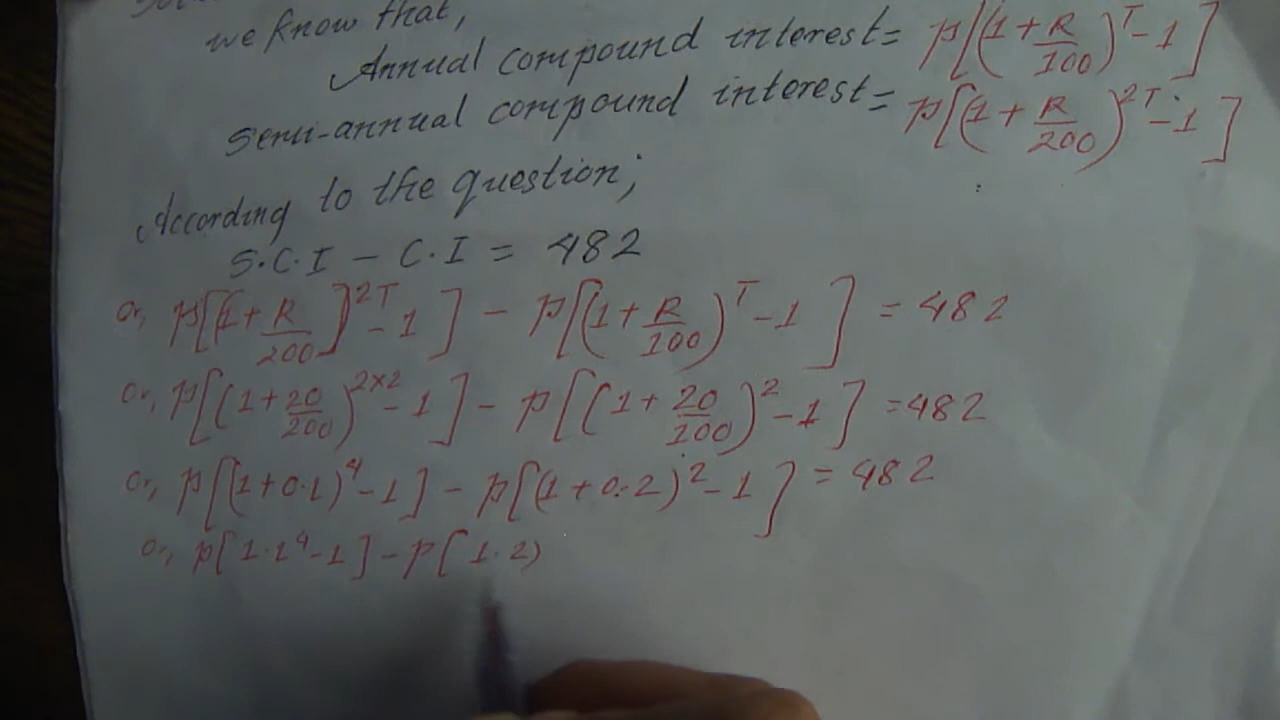 we know that,
Annual compound interest = P[(1 + R/100)^T - 1]
Semi-annual compound interest = P[(1 + R/200)^2T - 1]
According to the question;
S.C.I - C.I = 482
Or, P[(1 + R/200)^2T - 1] - P[(1 + R/100)^T - 1] = 482
Or, P[(1 + 20/200)^2×2 - 1] - P[(1 + 20/100)^2 - 1] = 482
Or, P[(1 + 0.1)^4 - 1] - P[(1 + 0.2)^2 - 1] = 482
Or, P[1.1^4 - 1] - P[1.2)